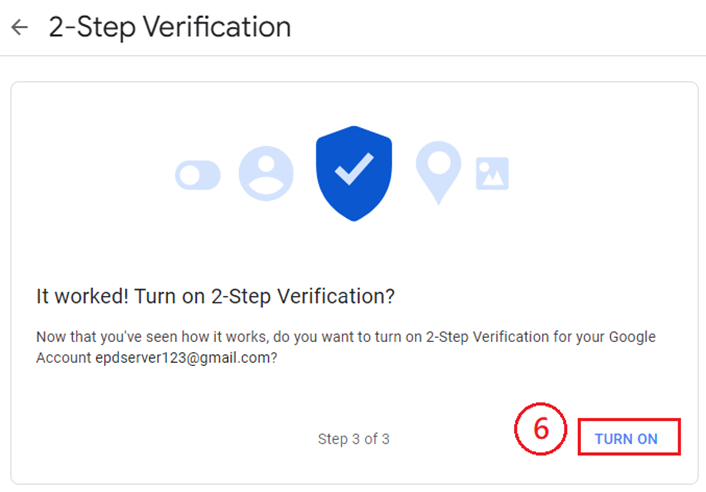 2-Step Verification
It worked! Turn on 2-Step Verification?
Now that you've seen how it works, do you want to turn on 2-Step Verification for your Google
Account epdserver123@gmail.com?
Step 3 of 3
6
TURN ON